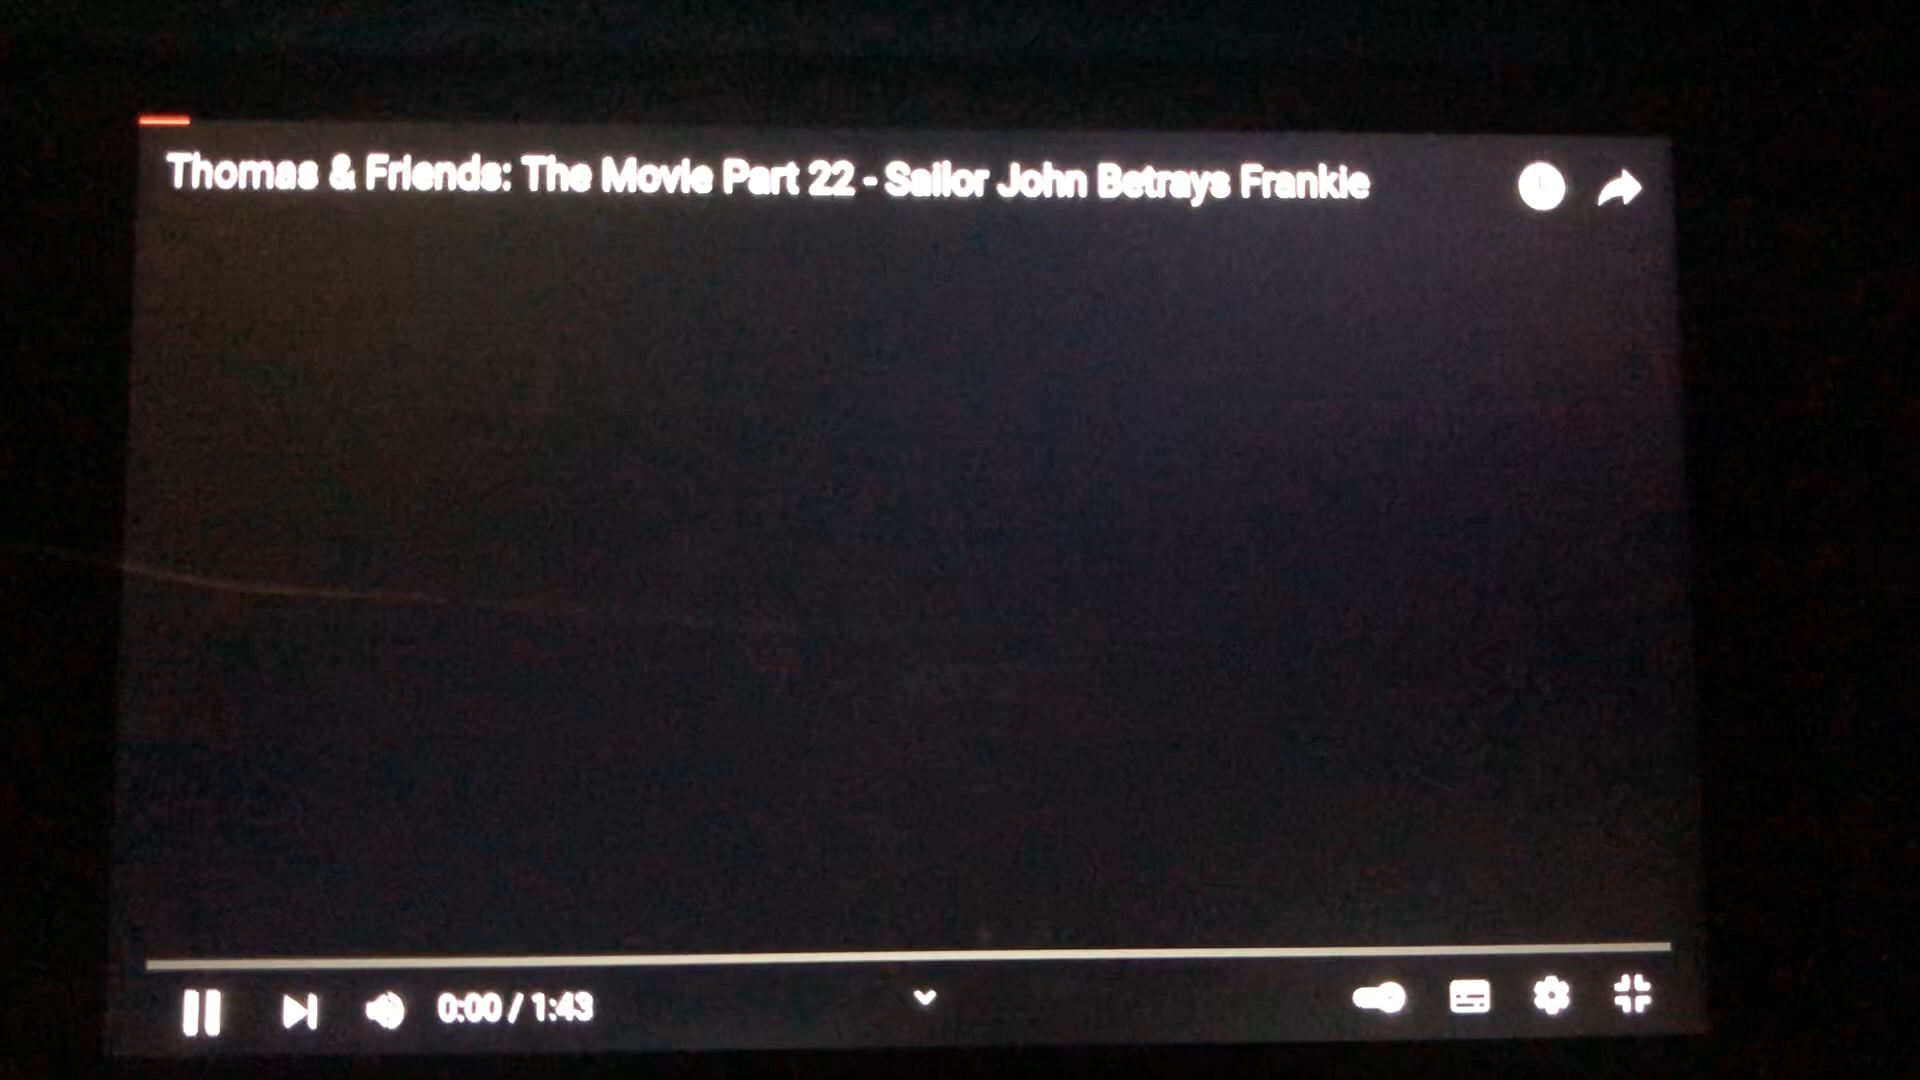 Thomas & Friends: The Movie Part 22 - Sailor John Betrays Frankie
0:00 / 1:43